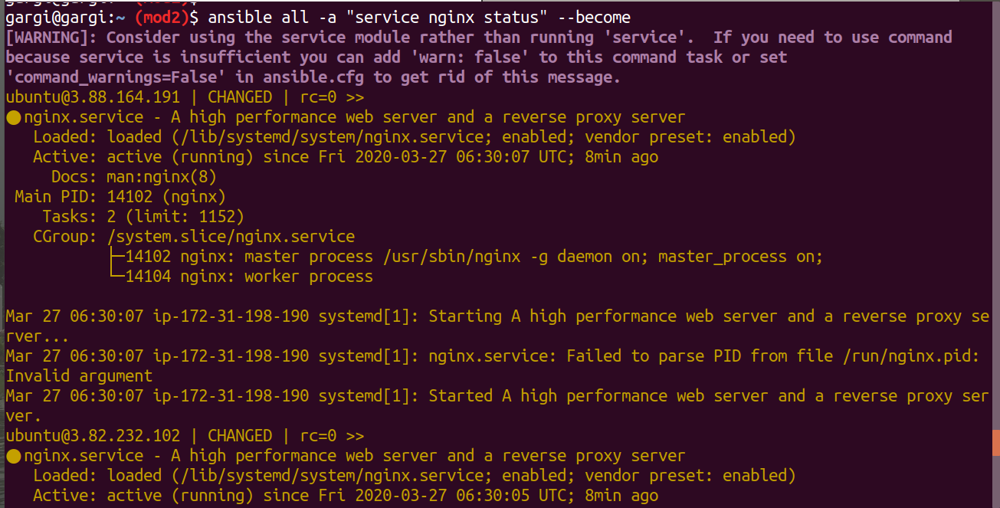 gargi@gargi:~ (mod2)$
gargi@gargi:~ (mod2)$ ansible all -a "service nginx status" --become
[WARNING]: Consider using the service module rather than running 'service'.  If you need to use command
because service is insufficient you can add 'warn: false' to this command task or set
'command_warnings=False' in ansible.cfg to get rid of this message.
ubuntu@3.88.164.191 | CHANGED | rc=0 >>
● nginx.service - A high performance web server and a reverse proxy server
   Loaded: loaded (/lib/systemd/system/nginx.service; enabled; vendor preset: enabled)
   Active: active (running) since Fri 2020-03-27 06:30:07 UTC; 8min ago
     Docs: man:nginx(8)
 Main PID: 14102 (nginx)
    Tasks: 2 (limit: 1152)
   CGroup: /system.slice/nginx.service
           ├─14102 nginx: master process /usr/sbin/nginx -g daemon on; master_process on;
           └─14104 nginx: worker process
Mar 27 06:30:07 ip-172-31-198-190 systemd[1]: Starting A high performance web server and a reverse proxy se
rver...
Mar 27 06:30:07 ip-172-31-198-190 systemd[1]: nginx.service: Failed to parse PID from file /run/nginx.pid:
Invalid argument
Mar 27 06:30:07 ip-172-31-198-190 systemd[1]: Started A high performance web server and a reverse proxy ser
ver.
ubuntu@3.82.232.102 | CHANGED | rc=0 >>
● nginx.service - A high performance web server and a reverse proxy server
   Loaded: loaded (/lib/systemd/system/nginx.service; enabled; vendor preset: enabled)
   Active: active (running) since Fri 2020-03-27 06:30:05 UTC; 8min ago